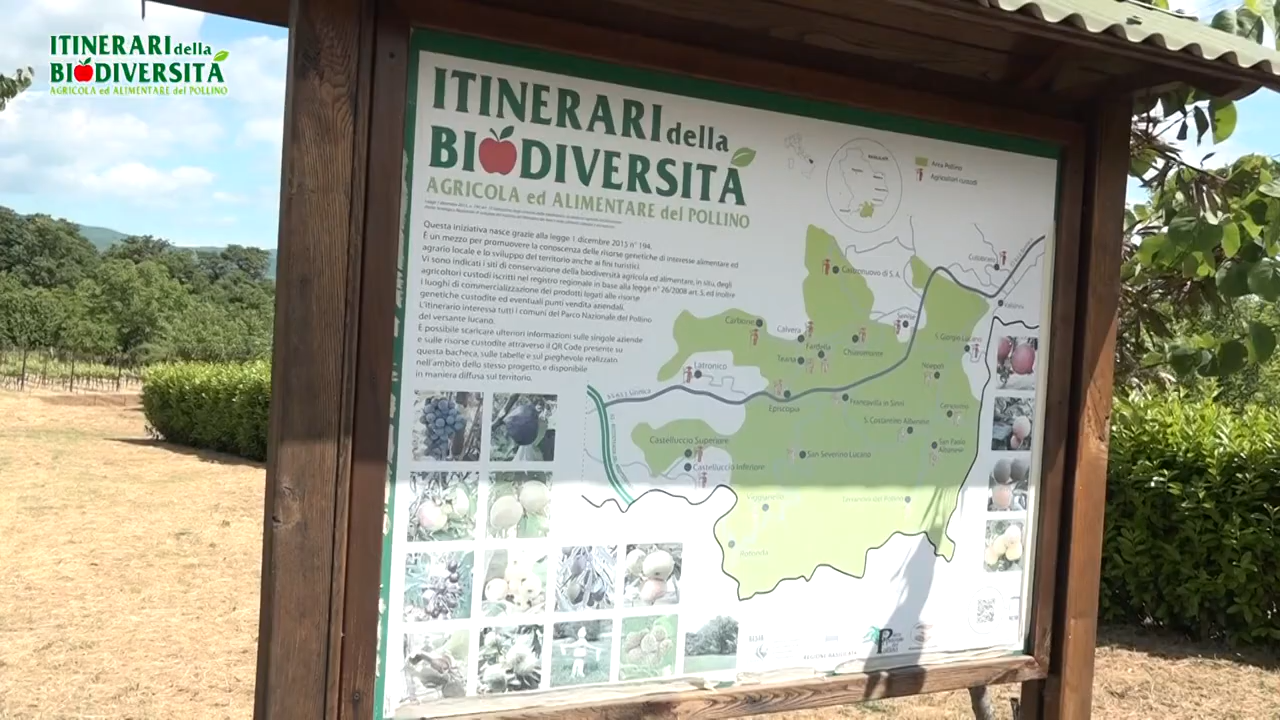 ITINERARI della
BIODIVERSITÀ
AGRICOLA ed ALIMENTARE del POLLINO
ITINERARI della
BIODIVERSITÀ
AGRICOLA ed ALIMENTARE del POLLINO
Questa iniziativa nasce grazie alla legge 1 dicembre 2015 n° 194.
È un mezzo per promuovere la conoscenza delle risorse genetiche di interesse alimentare ed
agrario locale e lo sviluppo del territorio anche ai fini turistici.
Vi sono indicati i siti di conservazione della biodiversità agricola ed alimentare, in situ, degli
agricoltori custodi iscritti nel registro regionale in base alla legge n° 26/2008 art. 5, ed inoltre
i luoghi di commercializzazione dei prodotti legati alle risorse
genetiche custodite ed eventuali punti vendita aziendali.
L'itinerario interessa tutti i comuni del Parco Nazionale del Pollino
del versante lucano.
È possibile scaricare ulteriori informazioni sulle singole aziende
e sulle risorse custodite attraverso il QR Code presente su
questa bacheca, sulle tabelle e sul pieghevole realizzato
nell'ambito dello stesso progetto, e disponibile
in maniera diffusa sul territorio.
Area Pollino
Agricoltori custodi
Castronuovo di S.A.
Colobraro
Valsinni
Carbone
Calvera
Senise
Fardella
Teana
Chiaromonte
S. Giorgio Lucano
Latronico
Noepoli
Episcopia
Francavilla in Sinni
Cersosimo
S. Costantino Albanese
San Paolo
Albanese
Castelluccio Superiore
Castelluccio Inferiore
San Severino Lucano
Viggianello
Terranova del Pollino
Rotonda
REGIONE BASILICATA